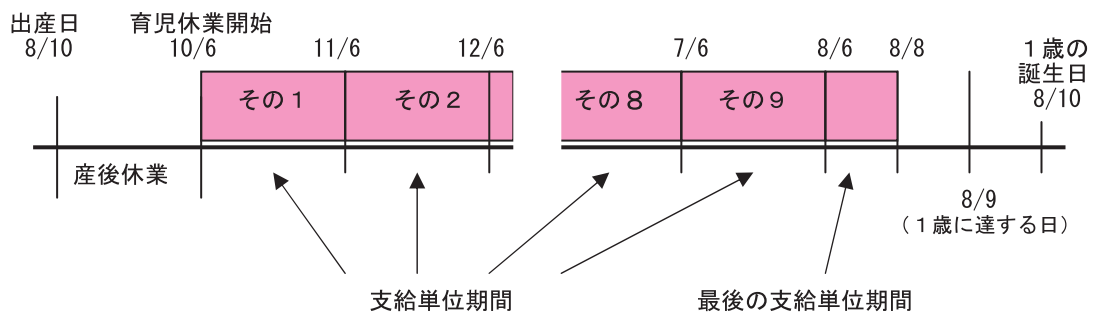 出産日
8/10
育児休業開始
10/6
11/6
12/6
7/6
8/6
8/8
１歳の
誕生日
8/10
その１
その２
その８
その９
産後休業
8/9
（１歳に達する日）
支給単位期間
最後の支給単位期間